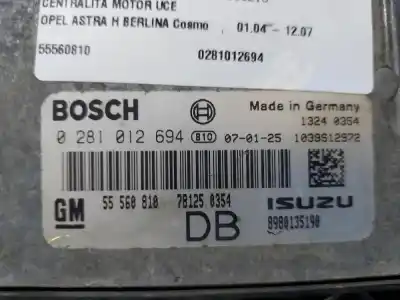 CENTRALITA MOTOR UCE
OPEL ASTRA H BERLINA Cosmo , 01.04 - 12.07
55560810 0281012694
BOSCH Made in Germany
1324 0354
0 281 012 694 810 07-01-25 1039S12972
GM 55 560 810 78125 0354 ISUZU
DB 8980135190